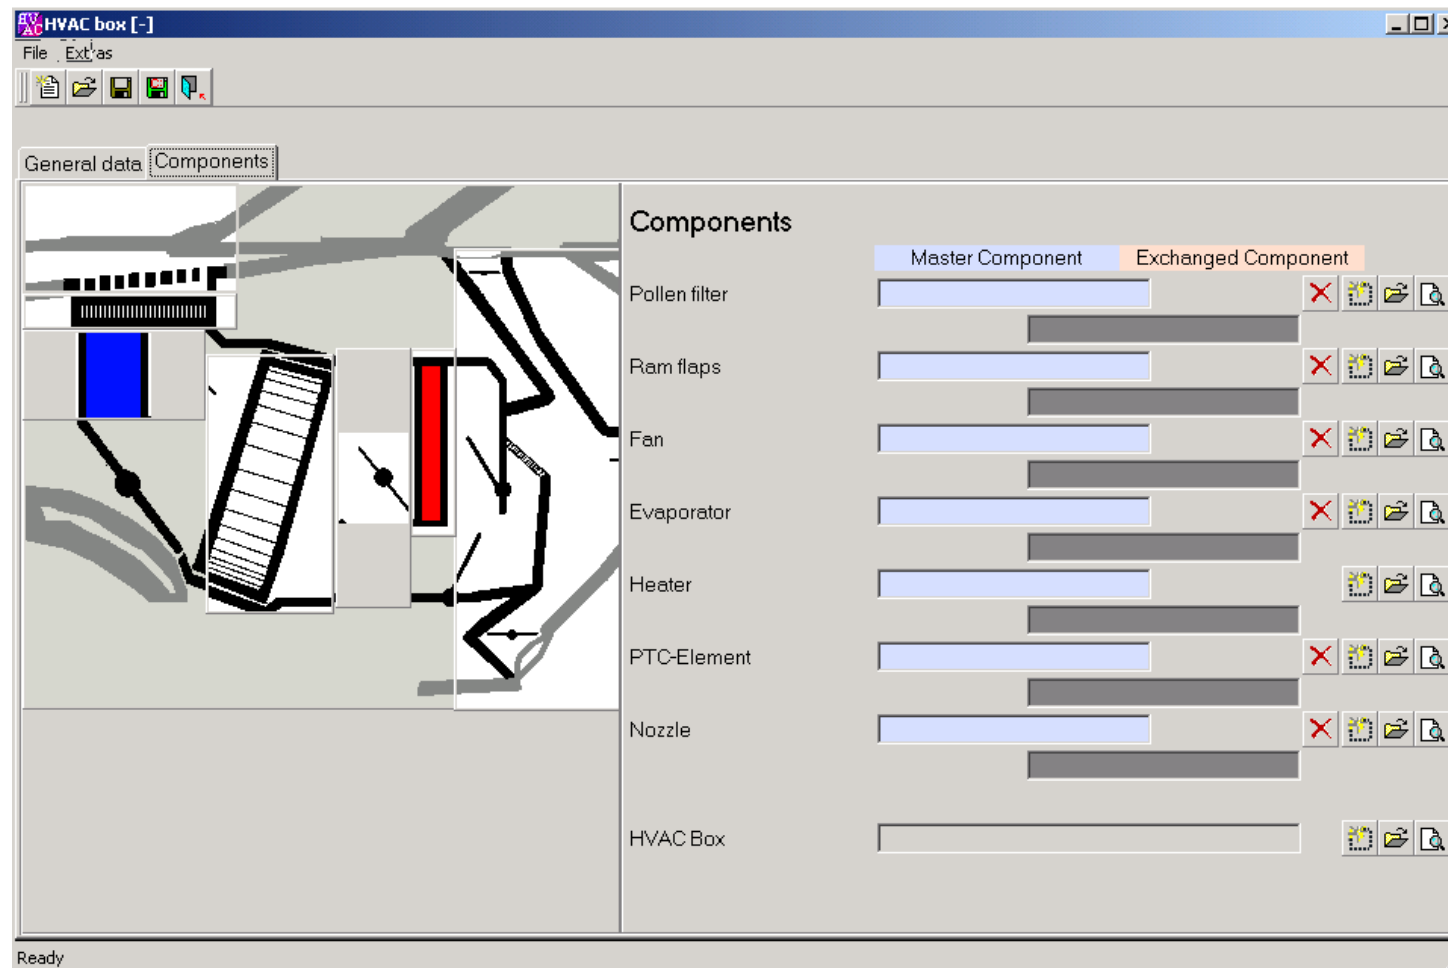 HVAC box [-]
File Extras
General data Components
Components
Master Component Exchanged Component
Pollen filter
Ram flaps
Fan
Evaporator
Heater
PTC-Element
Nozzle
HVAC Box
Ready